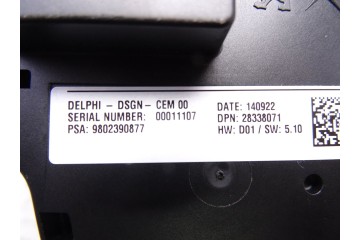 DELPHI - DSGN - CEM 00 DATE: 140922
SERIAL NUMBER: 00011107 DPN: 28338071
PSA: 9802390877 HW: D01 / SW: 5.10